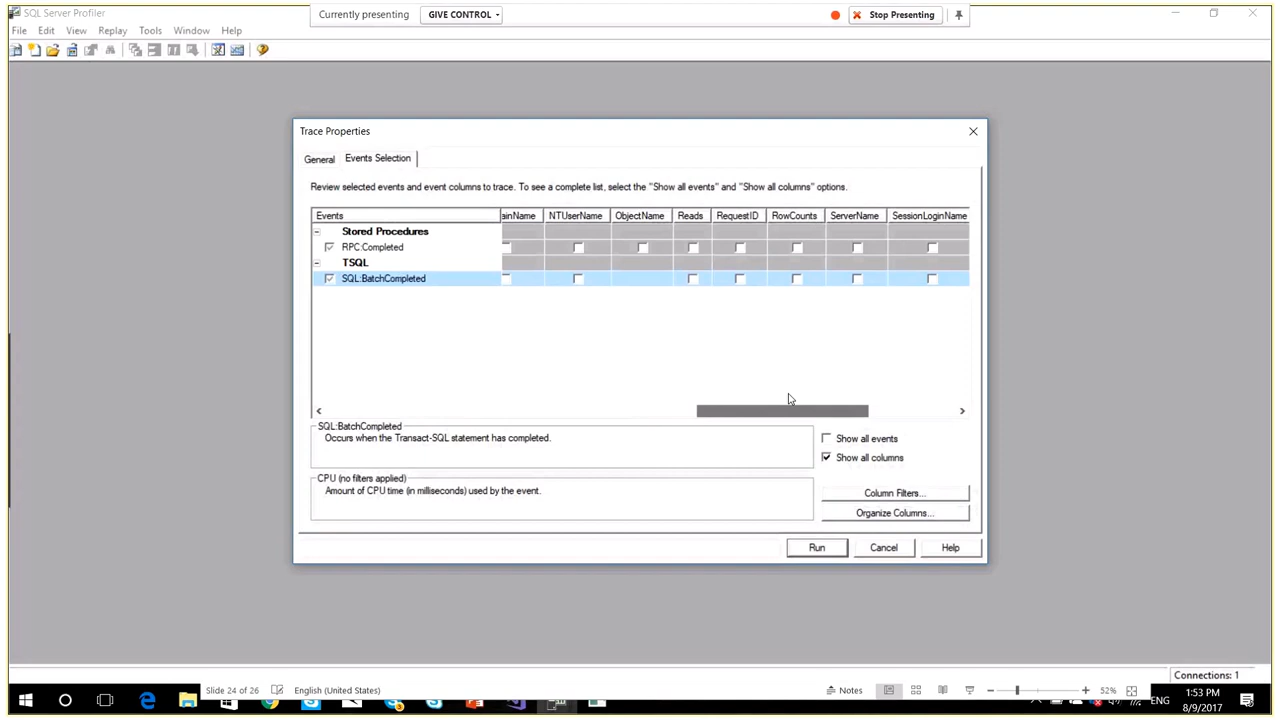 SQL Server Profiler
Currently presenting GIVE CONTROL Stop Presenting
File Edit View Replay Tools Window Help
Trace Properties
General Events Selection
Review selected events and event columns to trace. To see a complete list, select the "Show all events" and "Show all columns" options.
Events ainName NTUserName ObjectName Reads RequestID RowCounts ServerName SessionLoginName
Stored Procedures
RPC:Completed
TSQL
SQL:BatchCompleted
SQL:BatchCompleted
Occurs when the Transact-SQL statement has completed.
Show all events
Show all columns
CPU (no filters applied)
Amount of CPU time (in milliseconds) used by the event.
Column Filters...
Organize Columns...
Run Cancel Help
Connections: 1
Slide 24 of 26 English (United States) Notes 52%
ENG
1:53 PM
8/9/2017